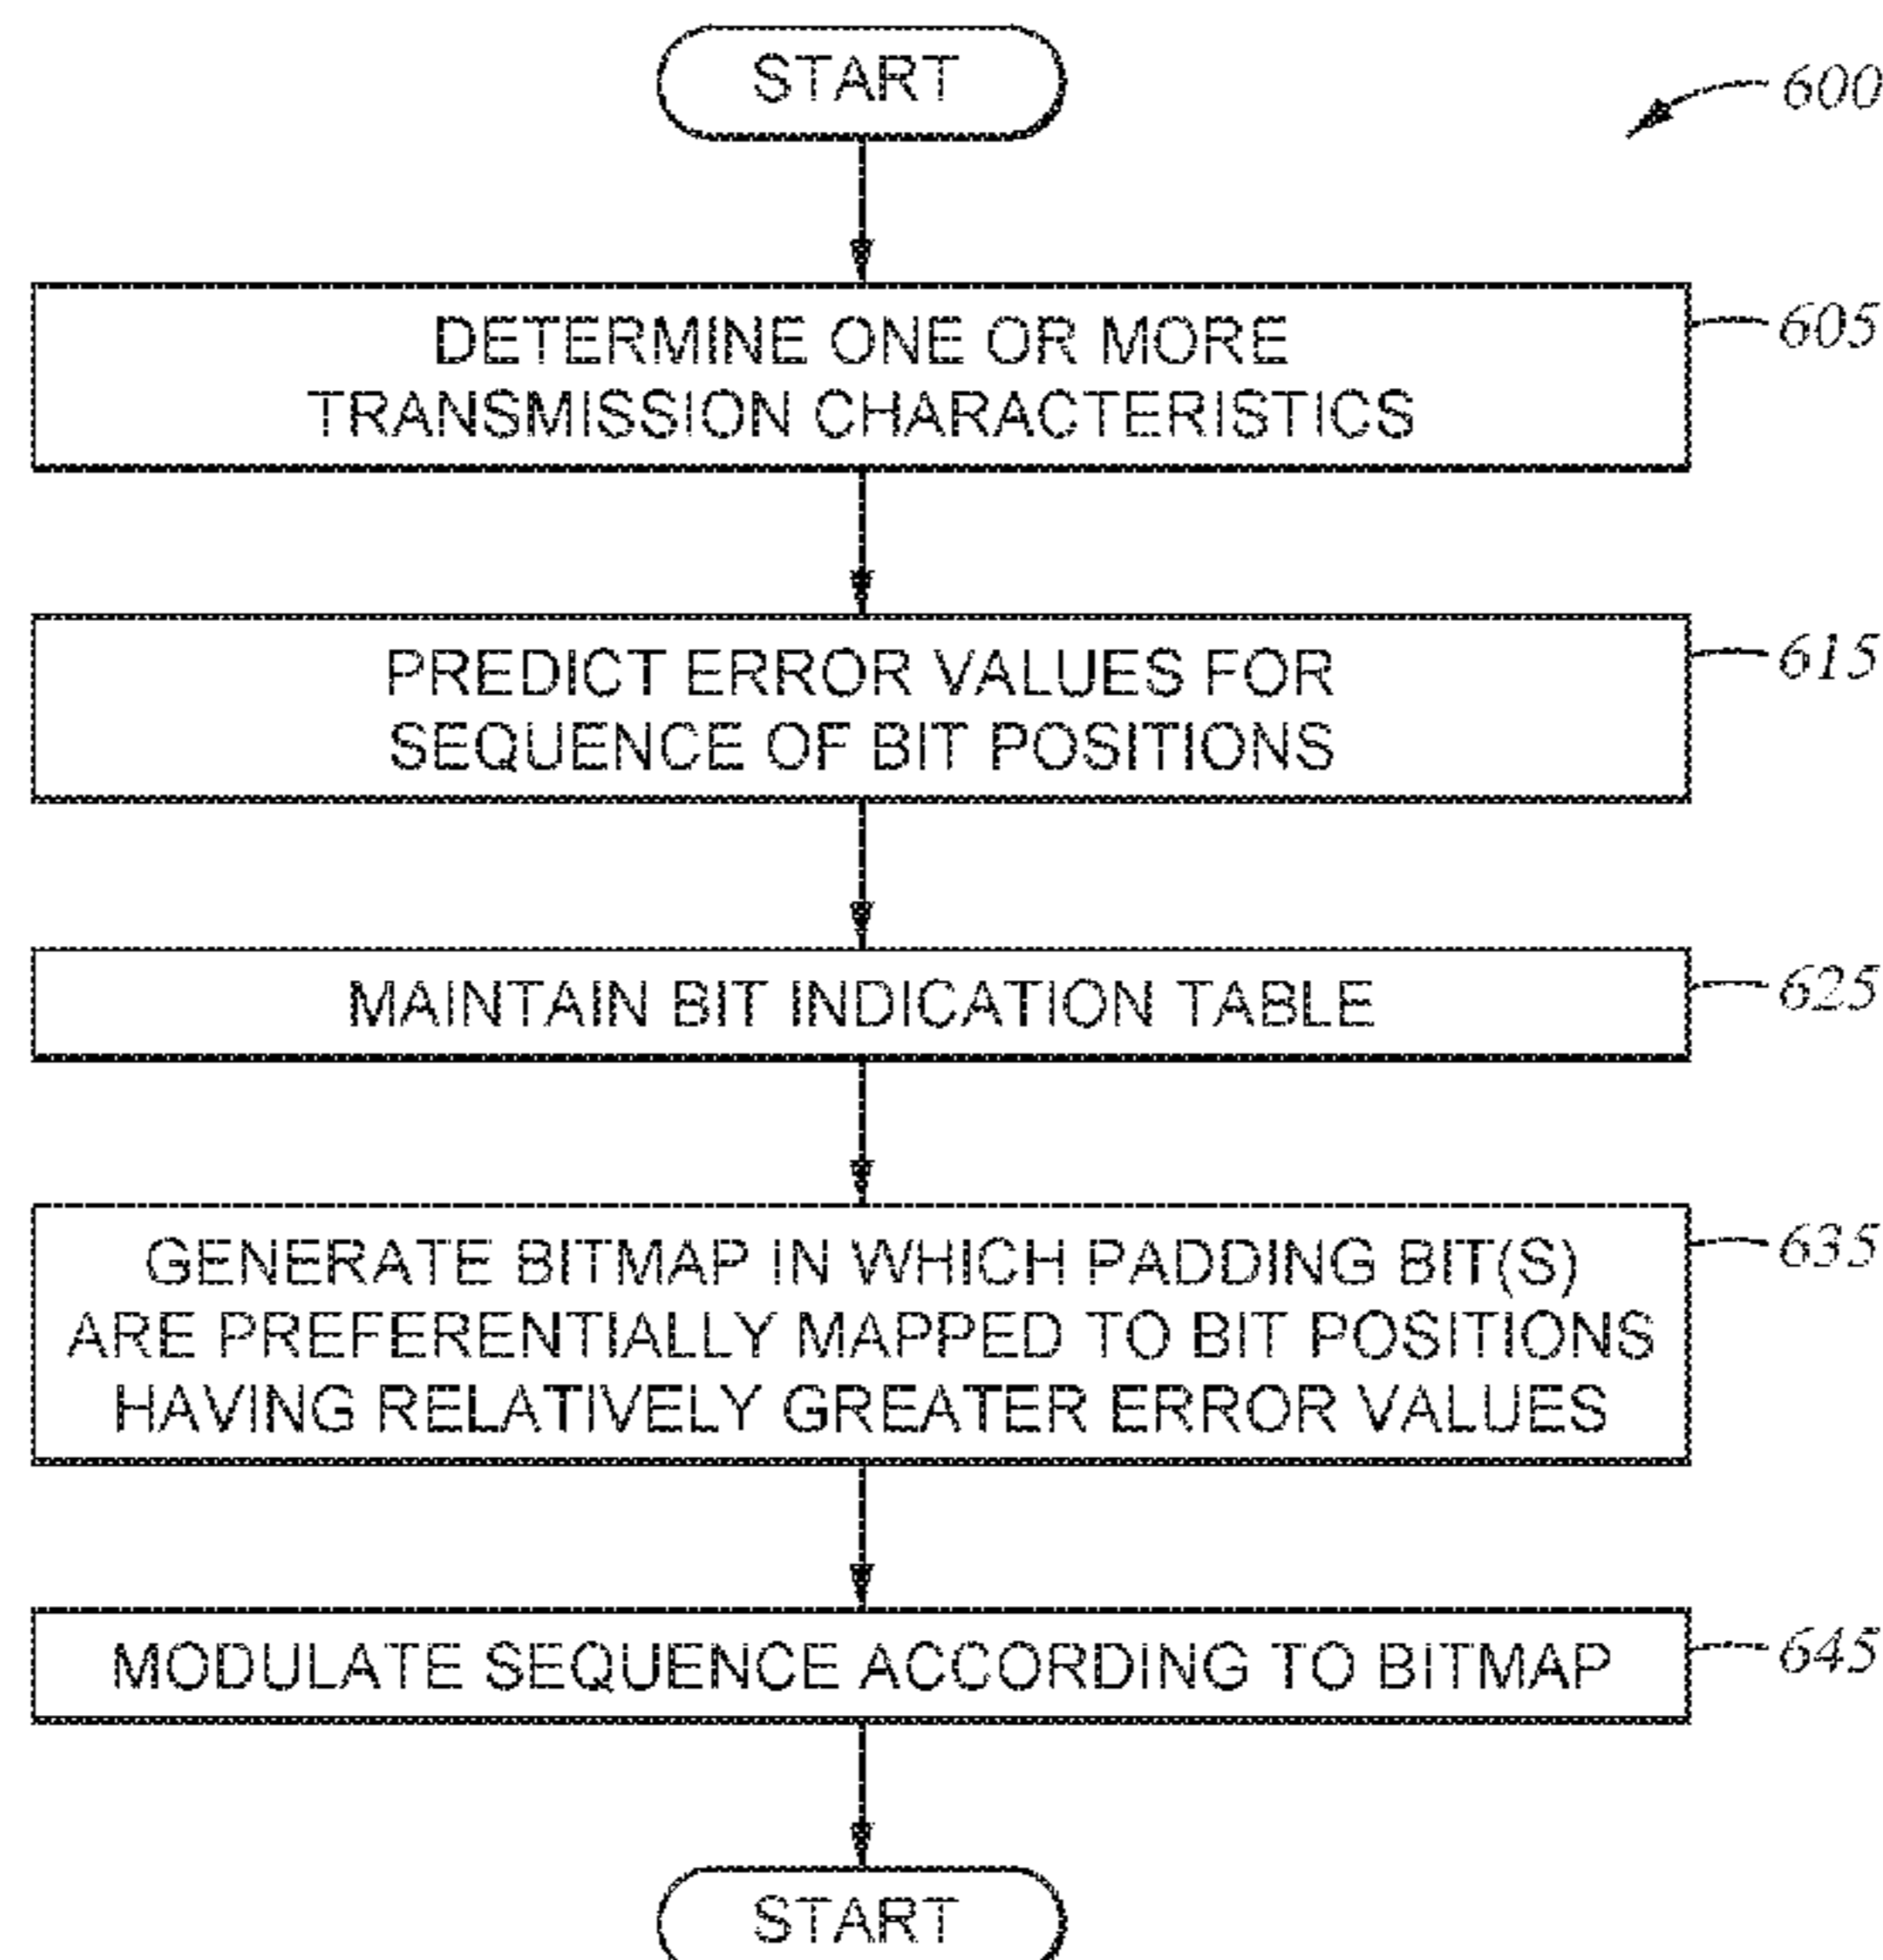 START
600
DETERMINE ONE OR MORE
TRANSMISSION CHARACTERISTICS
605
PREDICT ERROR VALUES FOR
SEQUENCE OF BIT POSITIONS
615
MAINTAIN BIT INDICATION TABLE
625
GENERATE BITMAP IN WHICH PADDING BIT(S)
ARE PREFERENTIALLY MAPPED TO BIT POSITIONS
HAVING RELATIVELY GREATER ERROR VALUES
635
MODULATE SEQUENCE ACCORDING TO BITMAP
645
START